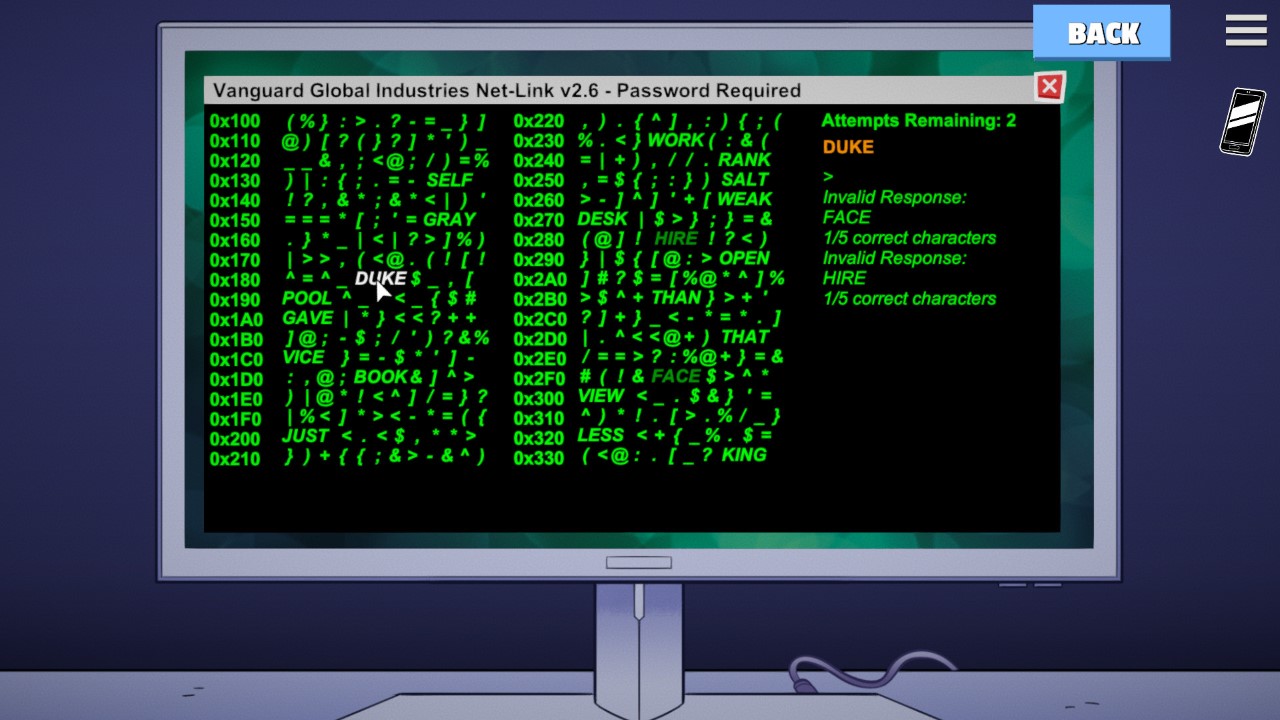 BACK
Vanguard Global Industries Net-Link v2.6 - Password Required
0x100 ( % } : > . ? - = _ } ]
0x110 @ ) [ ? ( } ? ] * ' ) _
0x120 _ _ & , ; < @ ; / ) = %
0x130 ) | : { ; . = - SELF
0x140 ! ? , & * ; & * < | ) '
0x150 = = = * [ ; ' = GRAY
0x160 . } * _ | < | ? > ] % )
0x170 | > > , ( < @ . ( ! [ !
0x180 ^ = ^ _ DUKE $ _ , [
0x190 POOL ^ _ < _ { $ #
0x1A0 GAVE | * } < < ? + +
0x1B0 ] @ ; - $ ; / ' ) ? & %
0x1C0 VICE } = - $ * ' ] -
0x1D0 : , @ ; BOOK & ] ^ >
0x1E0 ) | @ * ! < ^ ] / = } ?
0x1F0 | % < ] * > < - * = ( {
0x200 JUST < . < $ , * * >
0x210 } ) + { { ; & > - & ^ )
0x220 , ) . { ^ ] , : ) { ; (
0x230 % . < } WORK ( : & (
0x240 = | + ) , / / . RANK
0x250 , = $ { ; : } ) SALT
0x260 > - ] ^ ] ' + [ WEAK
0x270 DESK | $ > } ; } = &
0x280 ( @ ] ! HIRE ! ? < )
0x290 } | $ { [ @ : > OPEN
0x2A0 ] # ? $ = [ % @ * ^ ] %
0x2B0 > $ ^ + THAN } > + '
0x2C0 ? ] + } _ < - * = * . ]
0x2D0 | . ^ < < @ + ) THAT
0x2E0 / = = > ? : % @ + } = &
0x2F0 # ( ! & FACE $ > ^ *
0x300 VIEW < _ . $ & } ' =
0x310 ^ ) * ! . [ > . % / _ }
0x320 LESS < + { _ % . $ =
0x330 ( < @ : . [ _ ? KING
Attempts Remaining: 2
DUKE
>
Invalid Response:
FACE
1/5 correct characters
Invalid Response:
HIRE
1/5 correct characters